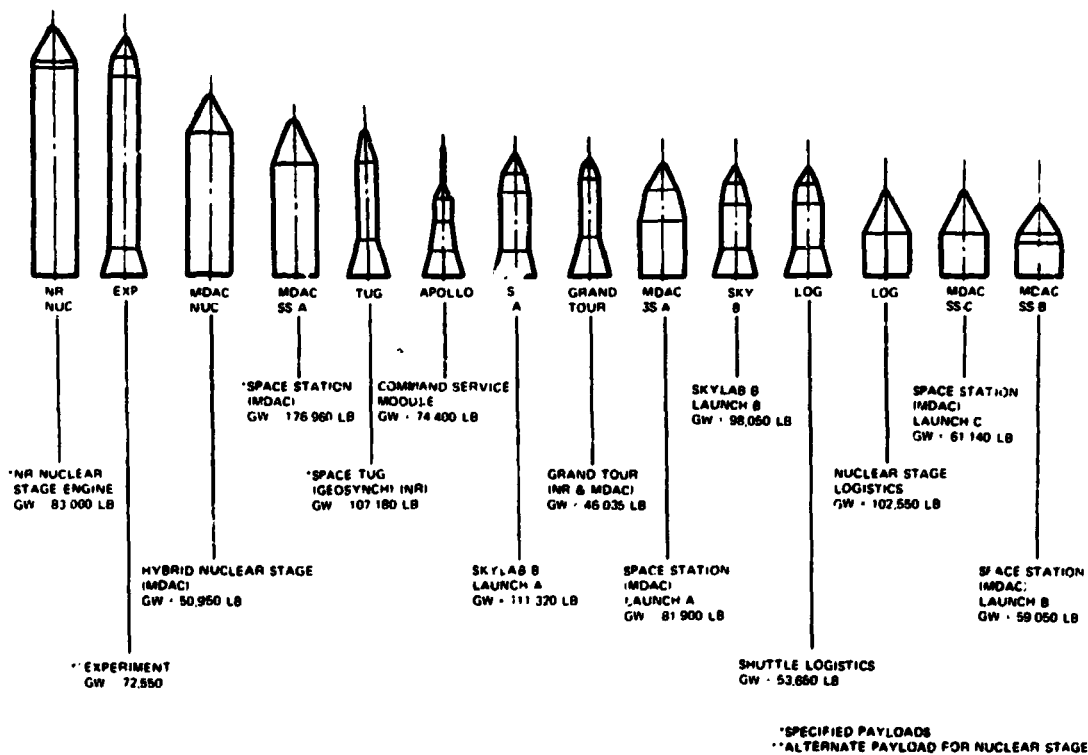 NR
NUC
EXP
MDAC
NUC
MDAC
SS A
TUG
APOLLO
S
A
GRAND
TOUR
MDAC
SS A
SKY
B
LOG
LOG
MDAC
SS-C
MDAC
SS-B
*SPACE STATION
(MDAC)
GW 176 960 LB
COMMAND SERVICE
MODULE
GW - 74 400 LB
SKYLAB B
LAUNCH B
GW - 98,050 LB
SPACE STATION
(MDAC)
LAUNCH C
GW - 61 140 LB
*NR NUCLEAR
STAGE ENGINE
GW 83 000 LB
*SPACE TUG
(GEOSYNCH) (NR)
GW 107 180 LB
GRAND TOUR
(NR & MDAC)
GW - 46 035 LB
NUCLEAR STAGE
LOGISTICS
GW - 102,550 LB
HYBRID NUCLEAR STAGE
(MDAC)
GW - 50,950 LB
SKYLAB B
LAUNCH A
GW - 111 320 LB
SPACE STATION
(MDAC)
LAUNCH A
GW 81 900 LB
SPACE STATION
(MDAC)
LAUNCH B
GW - 59 050 LB
**EXPERIMENT
GW 72,550
SHUTTLE LOGISTICS
GW - 53,660 LB
*SPECIFIED PAYLOADS
**ALTERNATE PAYLOAD FOR NUCLEAR STAGE